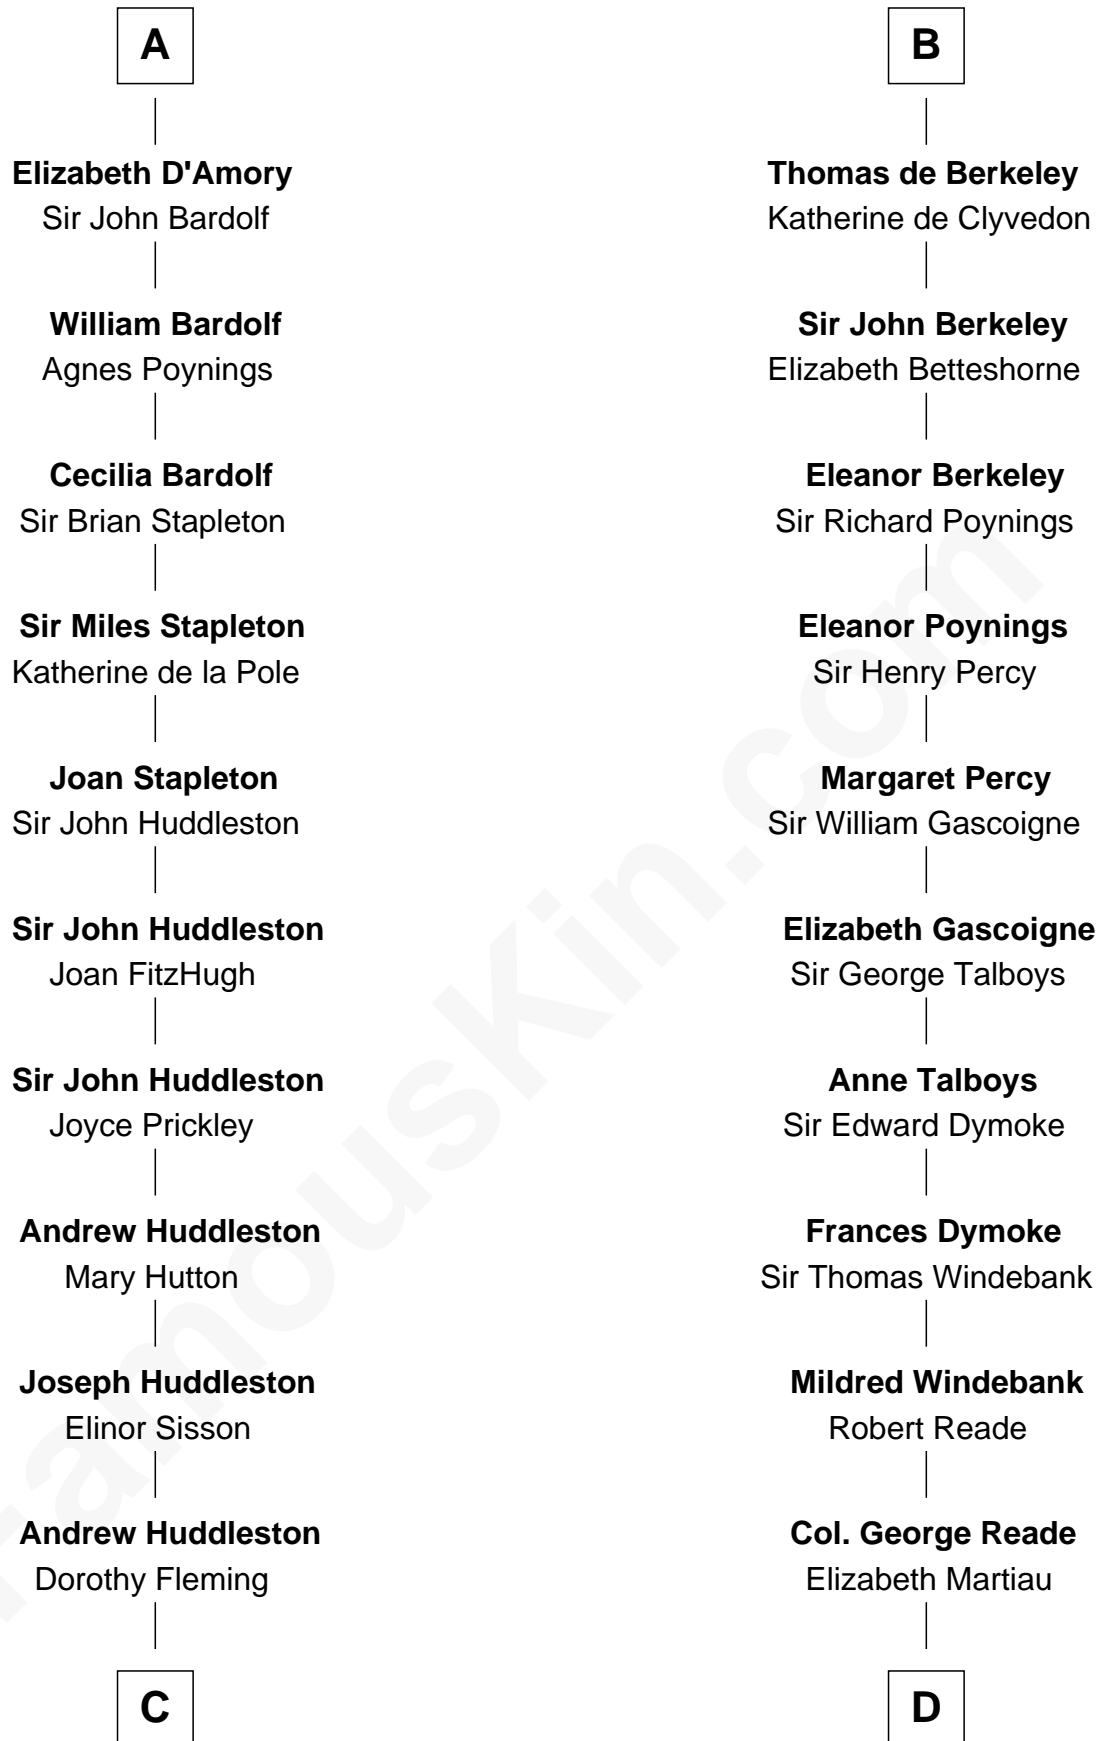 A
Elizabeth D'Amory
Sir John Bardolf
William Bardolf
Agnes Poynings
Cecilia Bardolf
Sir Brian Stapleton
Sir Miles Stapleton
Katherine de la Pole
Joan Stapleton
Sir John Huddleston
Sir John Huddleston
Joan FitzHugh
Sir John Huddleston
Joyce Prickley
Andrew Huddleston
Mary Hutton
Joseph Huddleston
Elinor Sisson
Andrew Huddleston
Dorothy Fleming
C
B
Thomas de Berkeley
Katherine de Clyvedon
Sir John Berkeley
Elizabeth Betteshorne
Eleanor Berkeley
Sir Richard Poynings
Eleanor Poynings
Sir Henry Percy
Margaret Percy
Sir William Gascoigne
Elizabeth Gascoigne
Sir George Talboys
Anne Talboys
Sir Edward Dymoke
Frances Dymoke
Sir Thomas Windebank
Mildred Windebank
Robert Reade
Col. George Reade
Elizabeth Martiau
D
FamousKin.com